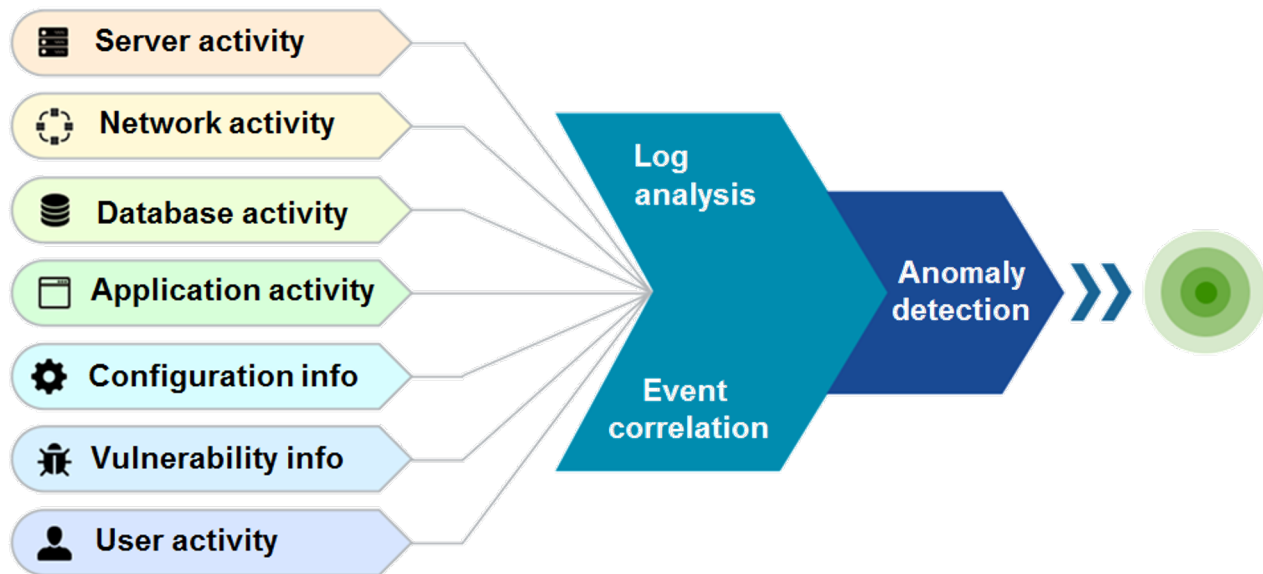 Server activity
Network activity
Database activity
Application activity
Configuration info
Vulnerability info
User activity
Log
analysis
Event
correlation
Anomaly
detection